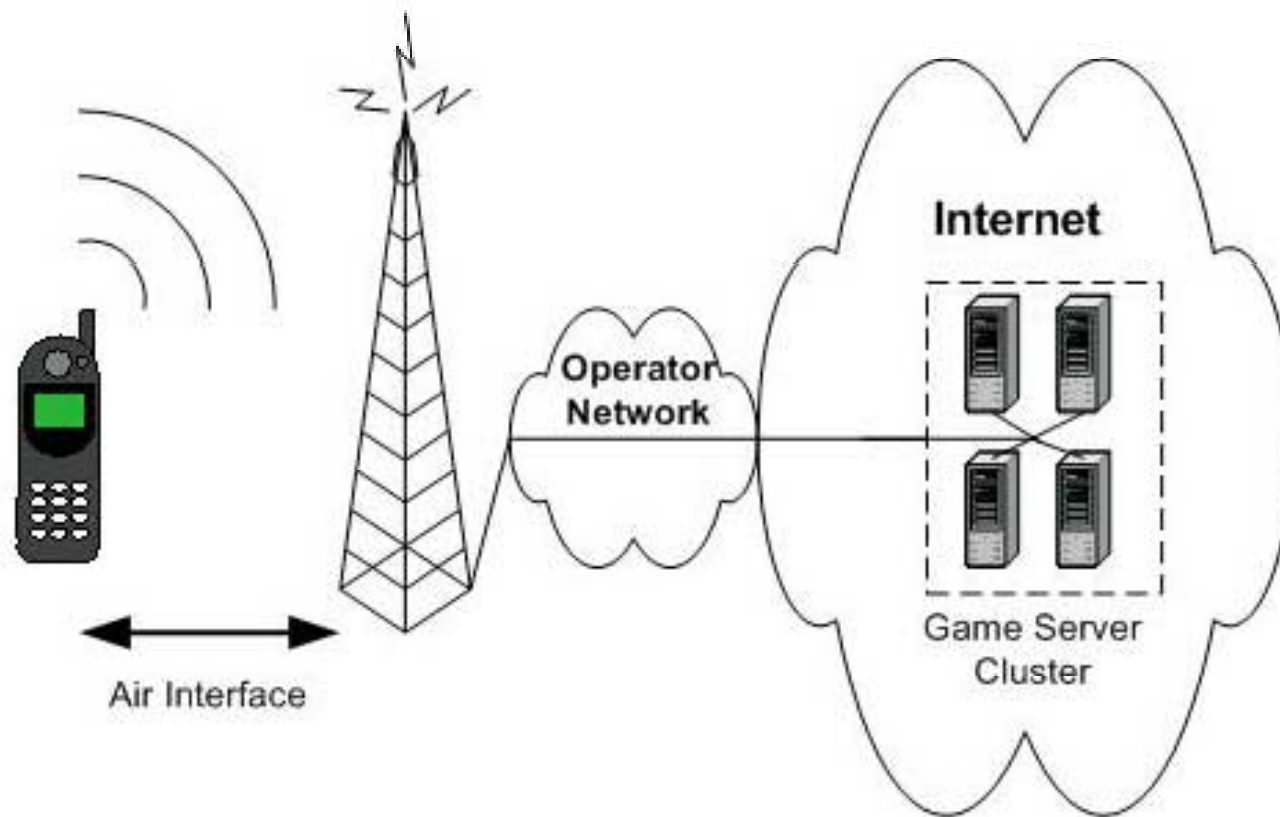 Internet
Operator
Network
Game Server
Cluster
Air Interface